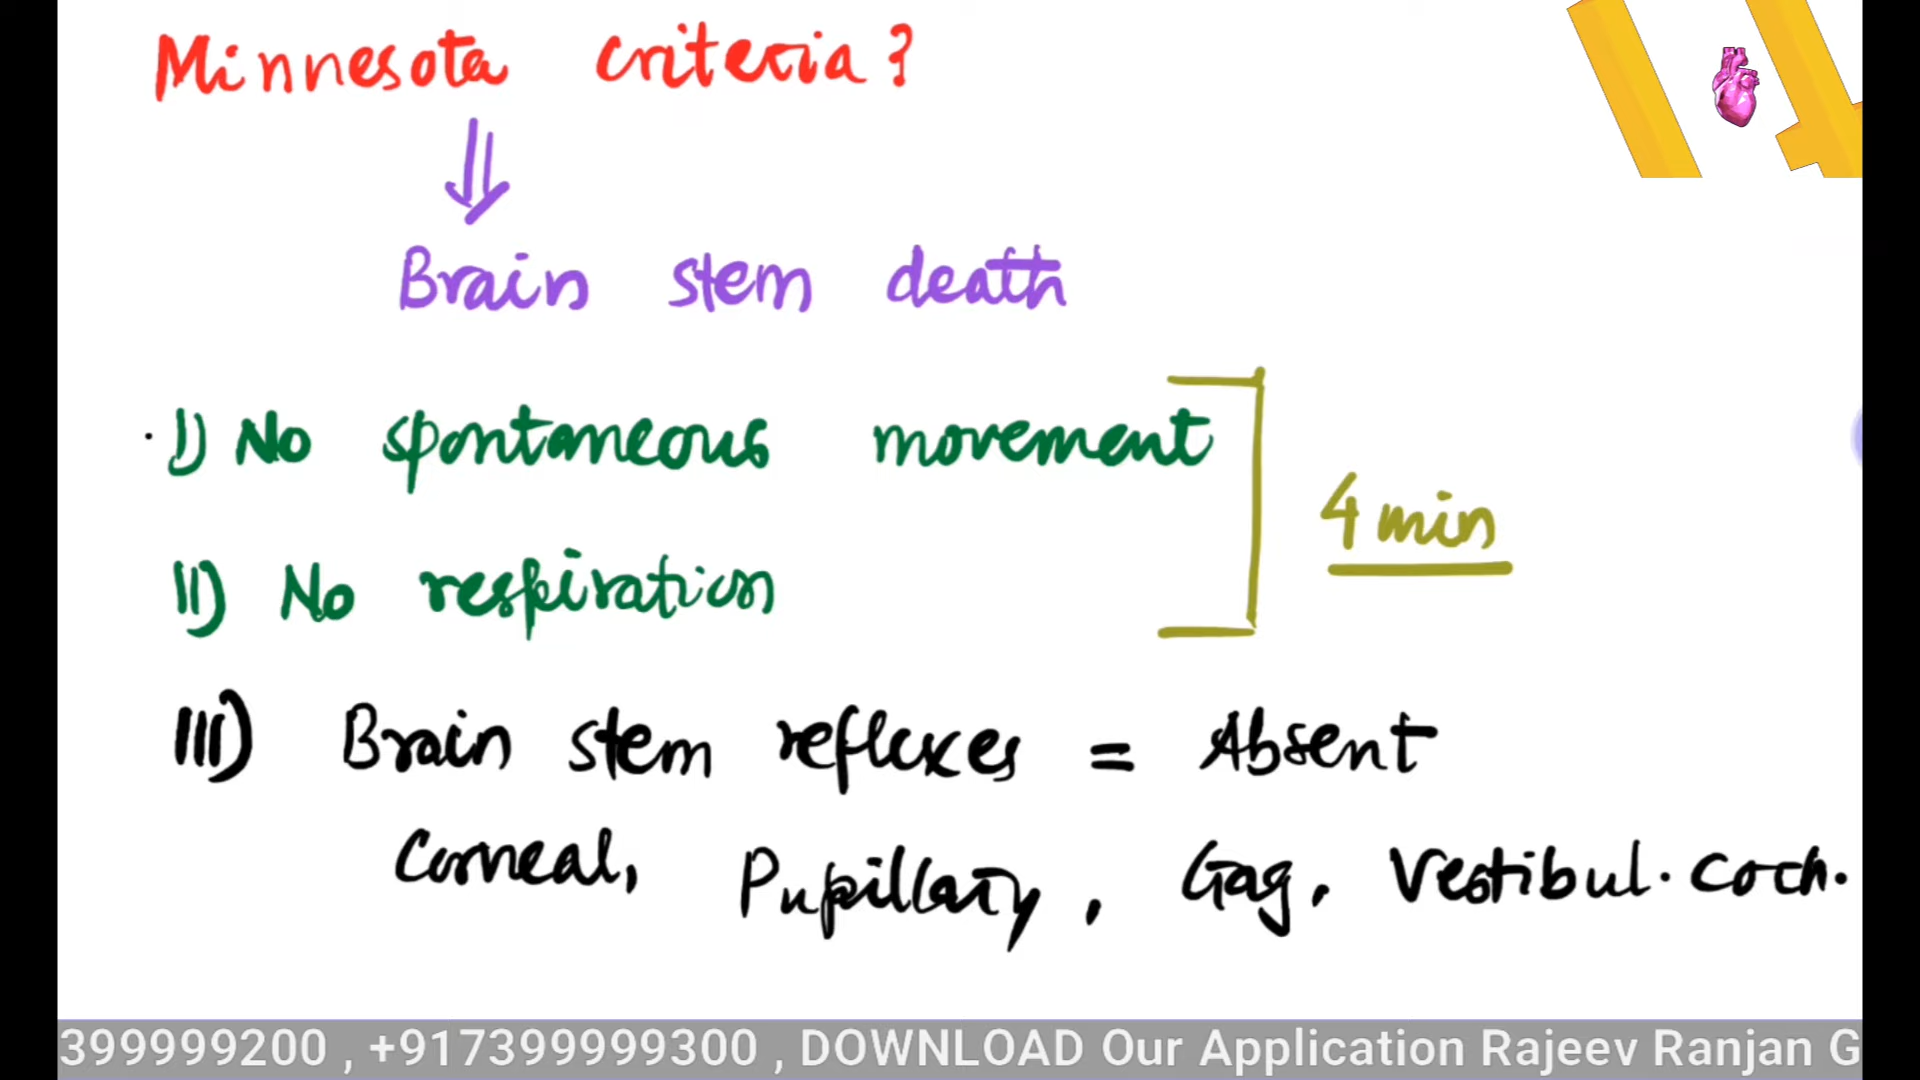 Minnesota criteria?
Brain stem death
I) No spontaneous movement
4 min
II) No respiration
III) Brain stem reflexes = Absent
Corneal, Pupillary, Gag, Vestibul. Coch.
399999200 , +917399999300 , DOWNLOAD Our Application Rajeev Ranjan G